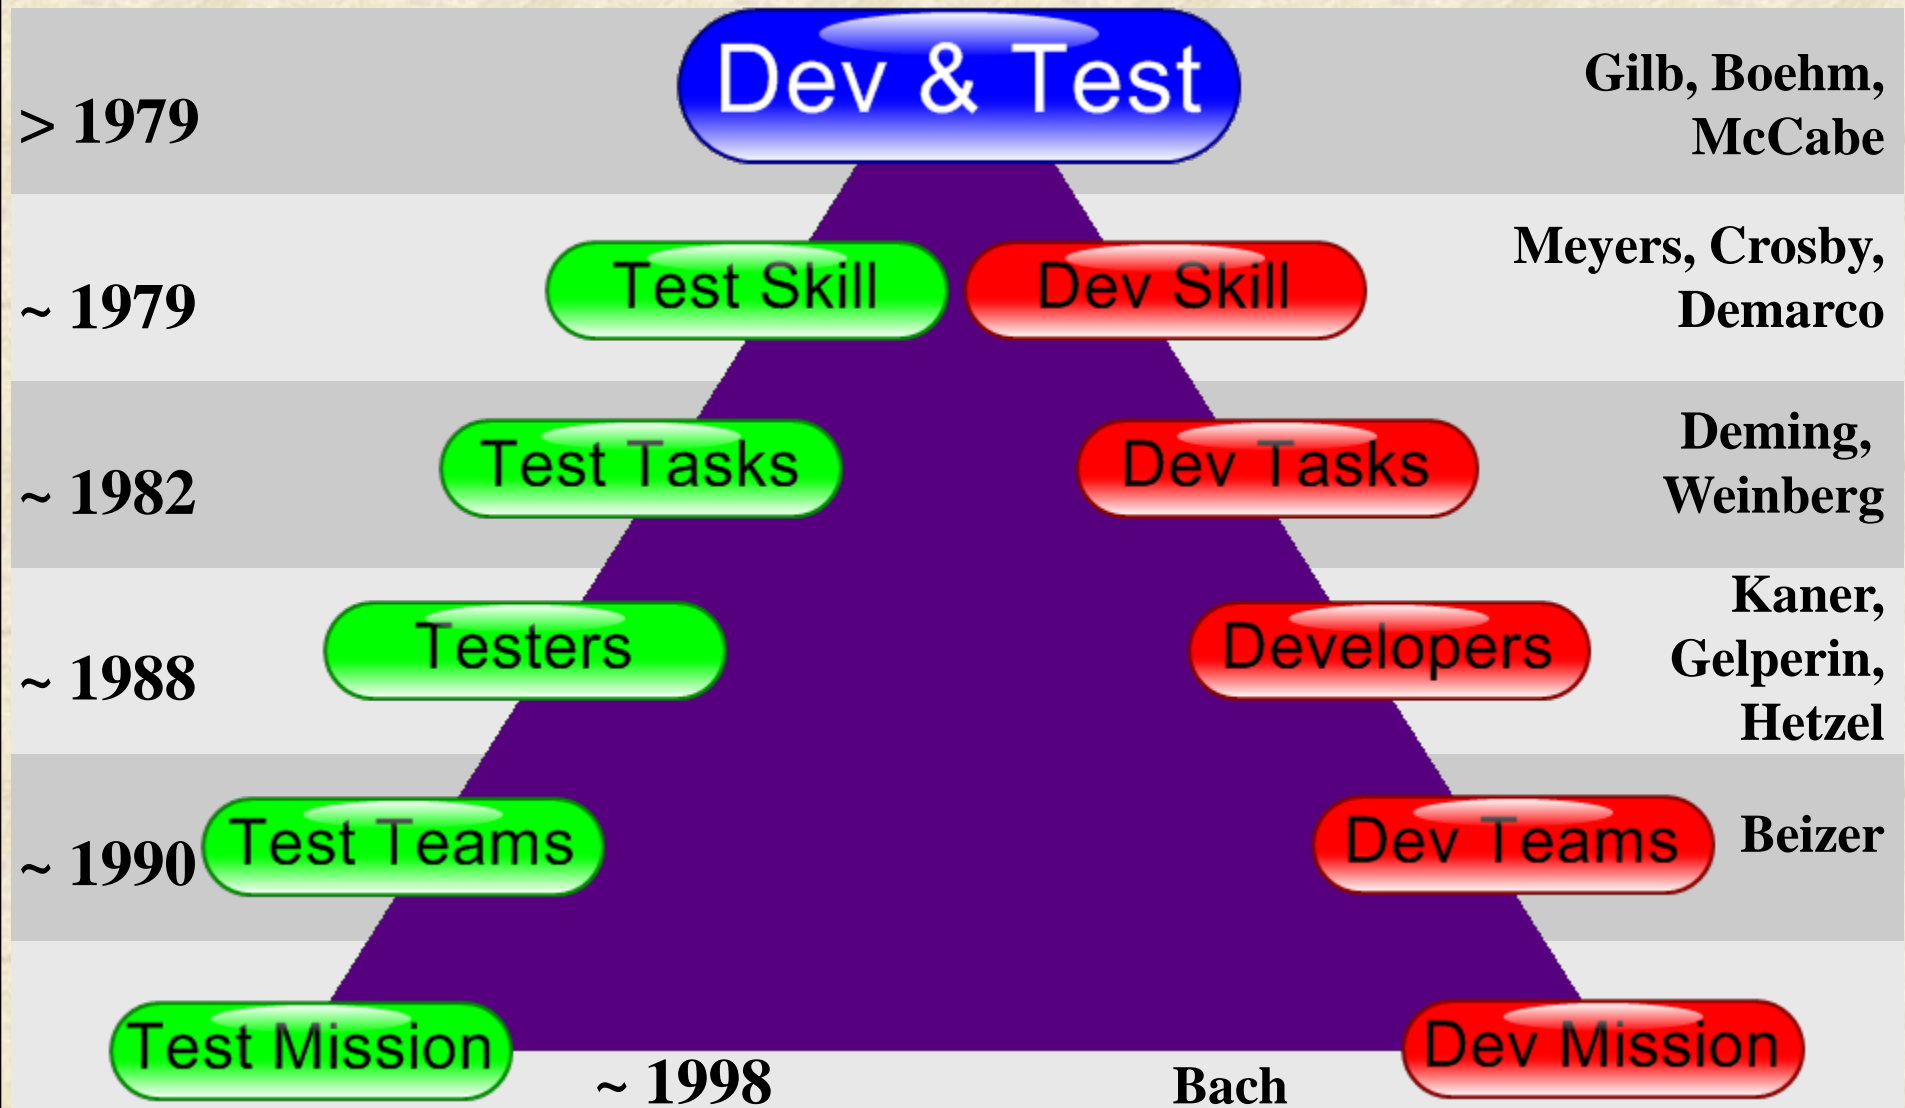 Dev & Test
> 1979
Gilb, Boehm,
McCabe
~ 1979
Test Skill
Dev Skill
Meyers, Crosby,
Demarco
~ 1982
Test Tasks
Dev Tasks
Deming,
Weinberg
~ 1988
Testers
Developers
Kaner,
Gelperin,
Hetzel
~ 1990
Test Teams
Dev Teams
Beizer
Test Mission
~ 1998
Bach
Dev Mission